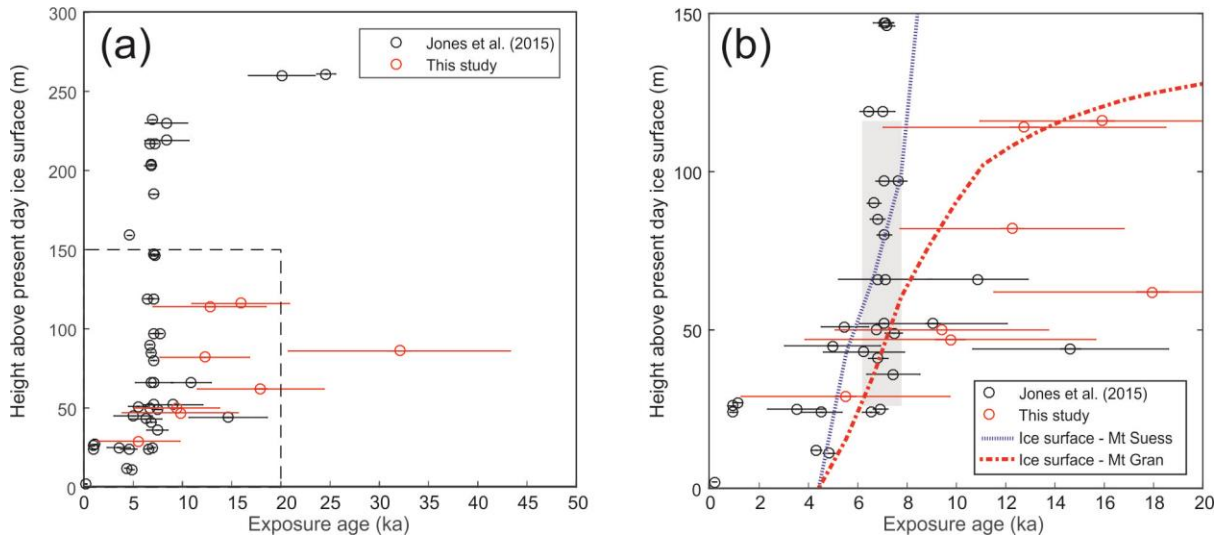 (a)
Jones et al. (2015)
This study
Height above present day ice surface (m)
300
250
200
150
100
50
0
0 5 10 15 20 25 30 35 40 45 50
Exposure age (ka)
(b)
Height above present day ice surface (m)
150
100
50
0
Jones et al. (2015)
This study
Ice surface - Mt Suess
Ice surface - Mt Gran
0 2 4 6 8 10 12 14 16 18 20
Exposure age (ka)